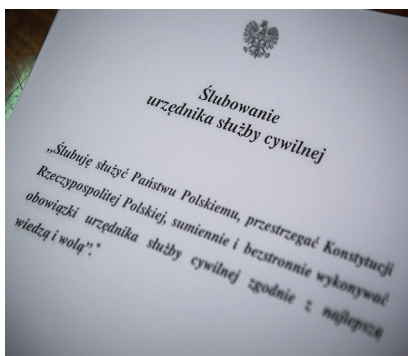 Ślubowanie
urzędnika służby cywilnej
„Ślubuję służyć Państwu Polskiemu, przestrzegać Konstytucji
Rzeczypospolitej Polskiej, sumiennie i bezstronnie wykonywać
obowiązki urzędnika służby cywilnej zgodnie z najlepszą
wiedzą i wolą”.*